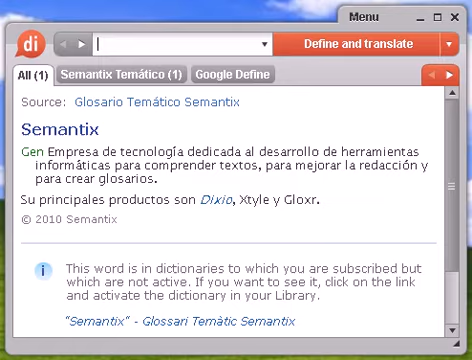 Menu
di
Define and translate
All (1)
Semantix Temático (1)
Google Define
Source: Glosario Temático Semantix
Semantix
Gen Empresa de tecnología dedicada al desarrollo de herramientas
informáticas para comprender textos, para mejorar la redacción y
para crear glosarios.
Su principales productos son Dixio, Xtyle y Gloxr.
© 2010 Semantix
i
This word is in dictionaries to which you are subscribed but
which are not active. If you want to see it, click on the link
and activate the dictionary in your Library.
"Semantix" - Glossari Temàtic Semantix